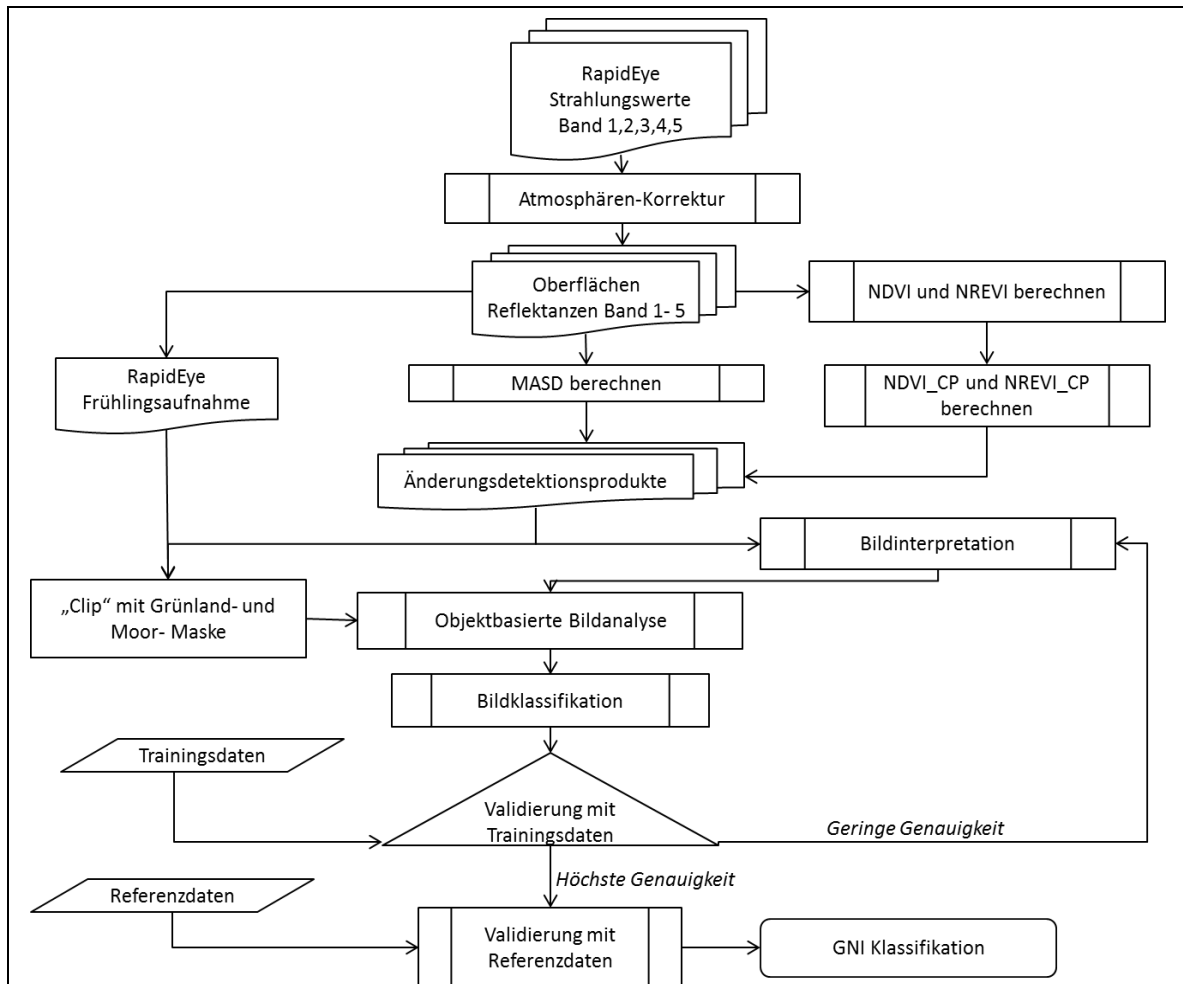 RapidEye
Strahlungswerte
Band 1,2,3,4,5
Atmosphären-Korrektur
Oberflächen
Reflektanzen Band 1- 5
NDVI und NREVI berechnen
RapidEye
Frühlingsaufnahme
MASD berechnen
NDVI_CP und NREVI_CP
berechnen
Änderungsdetektionsprodukte
Bildinterpretation
„Clip“ mit Grünland- und
Moor- Maske
Objektbasierte Bildanalyse
Bildklassifikation
Trainingsdaten
Validierung mit
Trainingsdaten
Geringe Genauigkeit
Höchste Genauigkeit
Referenzdaten
Validierung mit
Referenzdaten
GNI Klassifikation